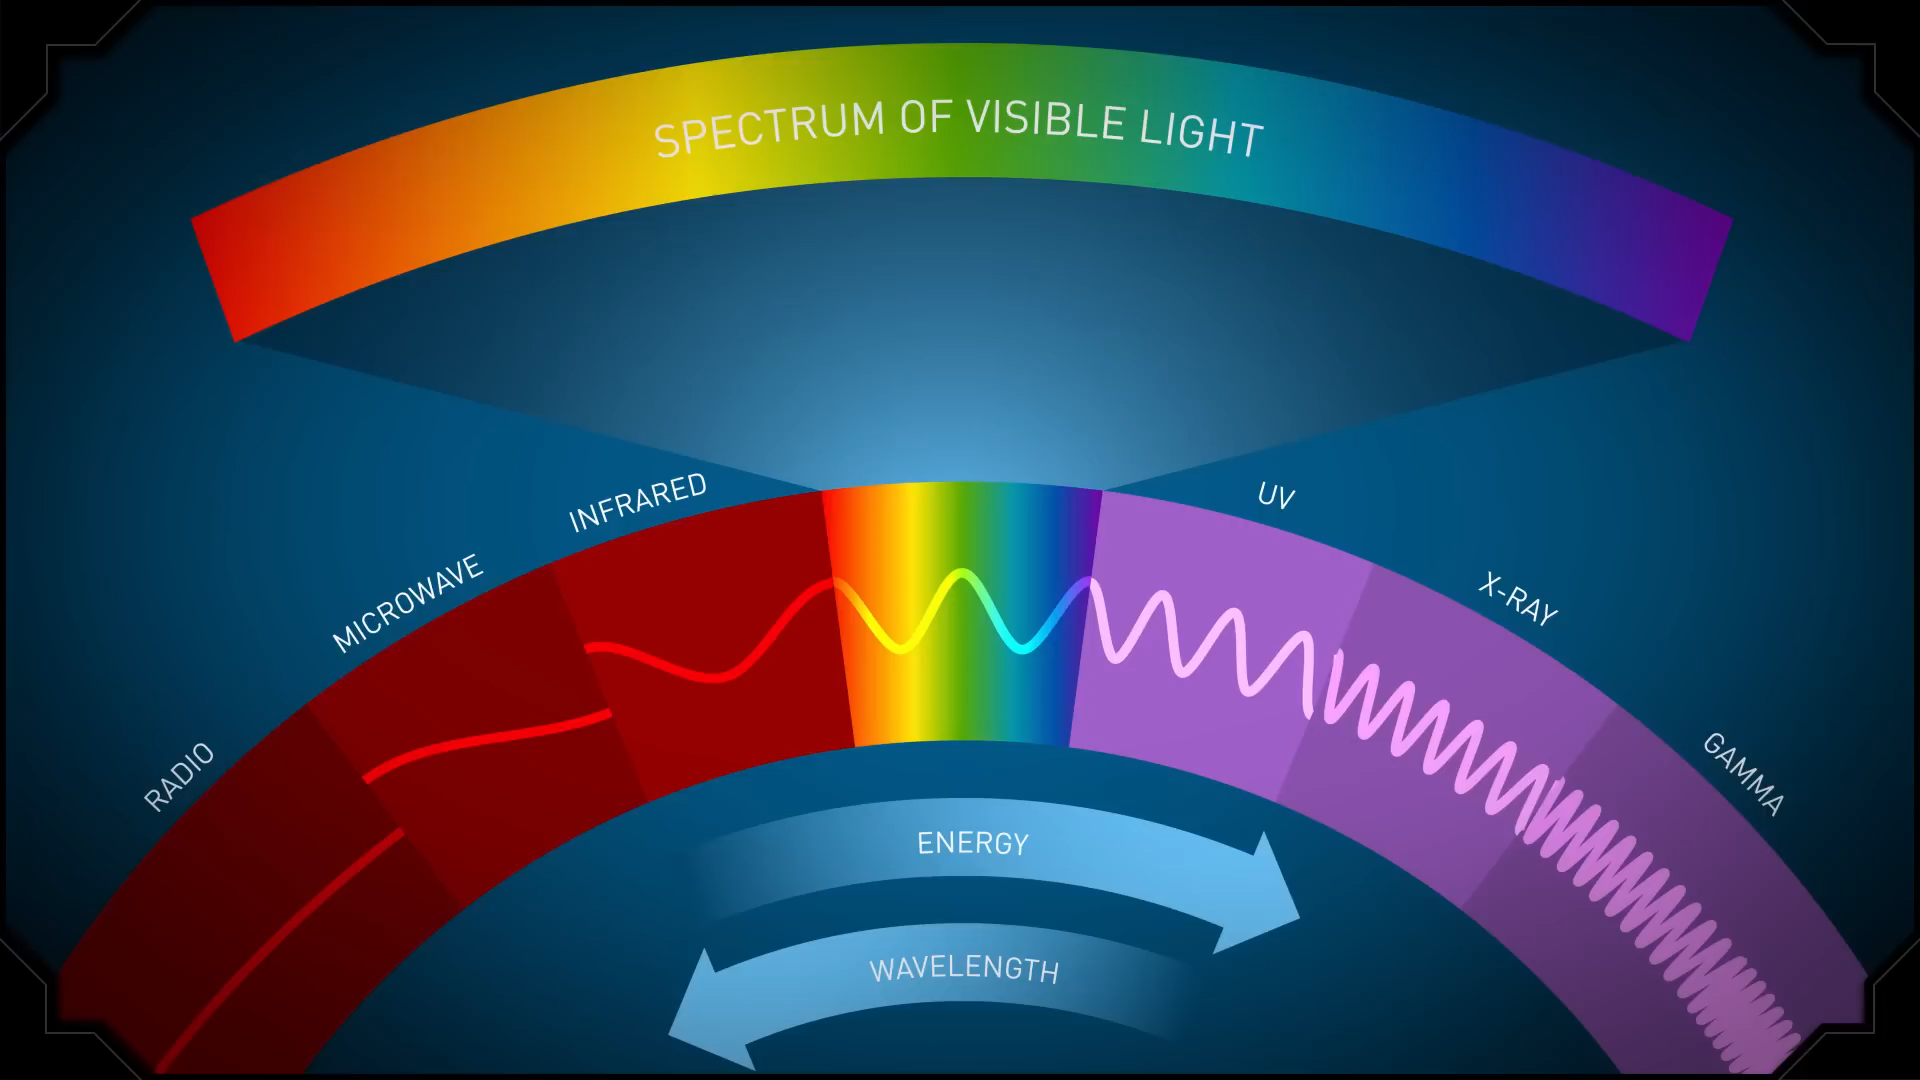 SPECTRUM OF VISIBLE LIGHT
RADIO
MICROWAVE
INFRARED
UV
X-RAY
GAMMA
ENERGY
WAVELENGTH